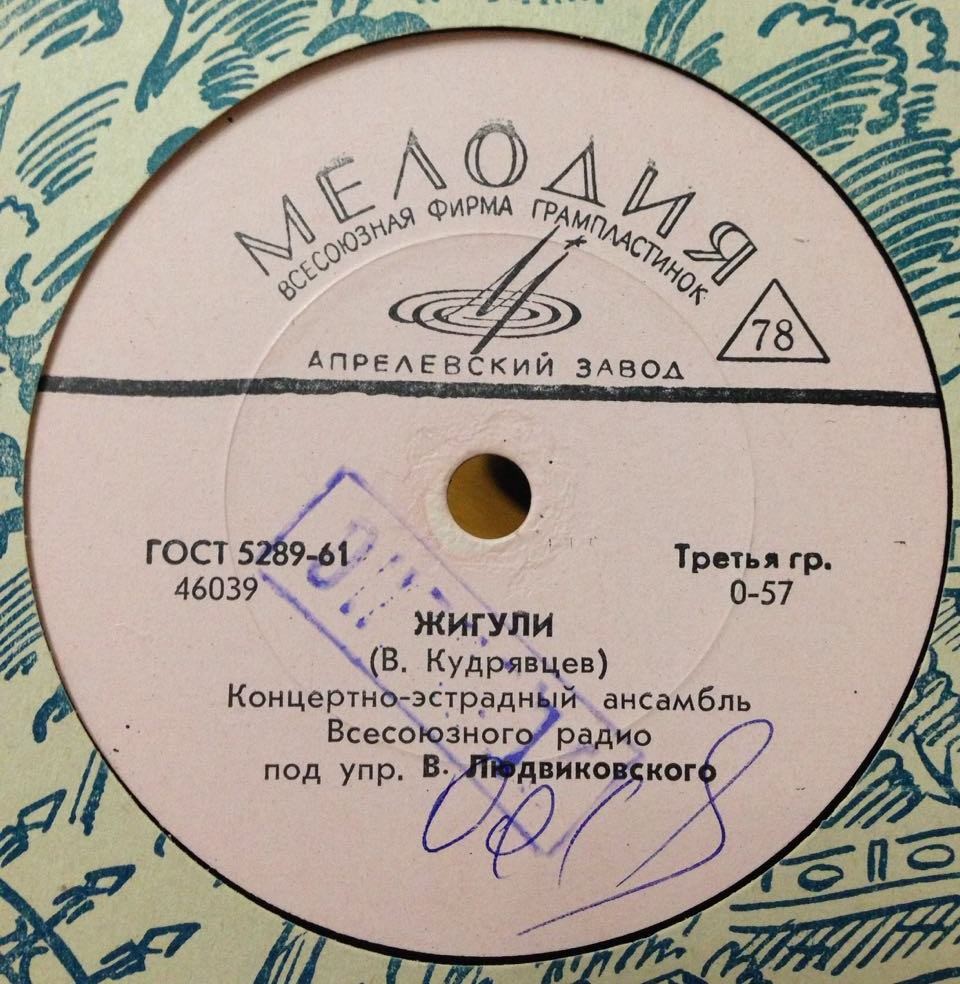 МЕЛОДИЯ
ВСЕСОЮЗНАЯ ФИРМА ГРАМПЛАСТИНОК
78
АПРЕЛЕВСКИЙ ЗАВОД
ГОСТ 5289-61
Третья гр.
46039
0-57
ЖИГУЛИ
(В. Кудрявцев)
Концертно-эстрадный ансамбль
Всесоюзного радио
под упр. В. Людвиковского